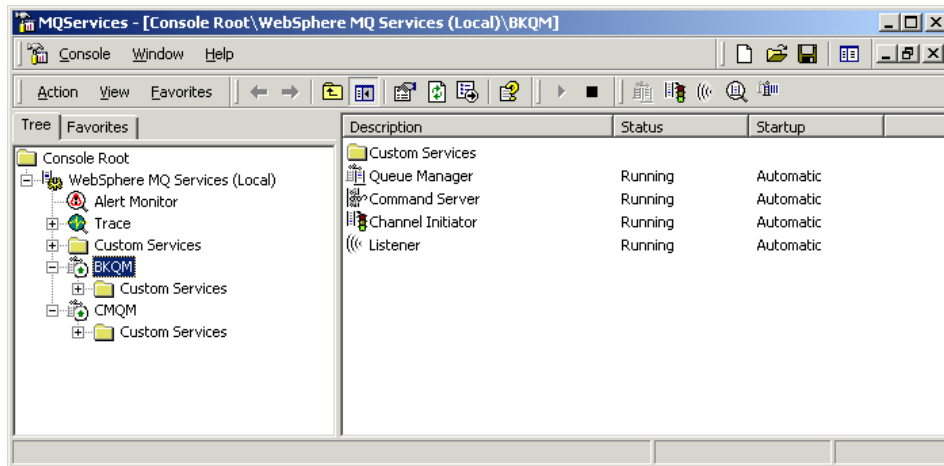 MQServices - [Console Root\WebSphere MQ Services (Local)\BKQM]
Console Window Help
Action View Favorites
Tree Favorites
Description Status Startup
Console Root
WebSphere MQ Services (Local)
Alert Monitor
Trace
Custom Services
BKQM
Custom Services
CMQM
Custom Services
Custom Services
Queue Manager Running Automatic
Command Server Running Automatic
Channel Initiator Running Automatic
Listener Running Automatic